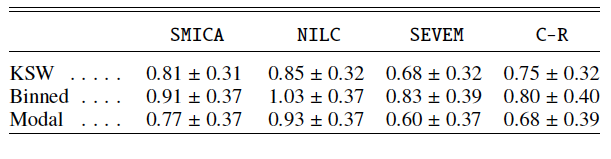 SMICA NILC SEVEM C-R
KSW ..... 0.81 ± 0.31 0.85 ± 0.32 0.68 ± 0.32 0.75 ± 0.32
Binned .... 0.91 ± 0.37 1.03 ± 0.37 0.83 ± 0.39 0.80 ± 0.40
Modal .... 0.77 ± 0.37 0.93 ± 0.37 0.60 ± 0.37 0.68 ± 0.39